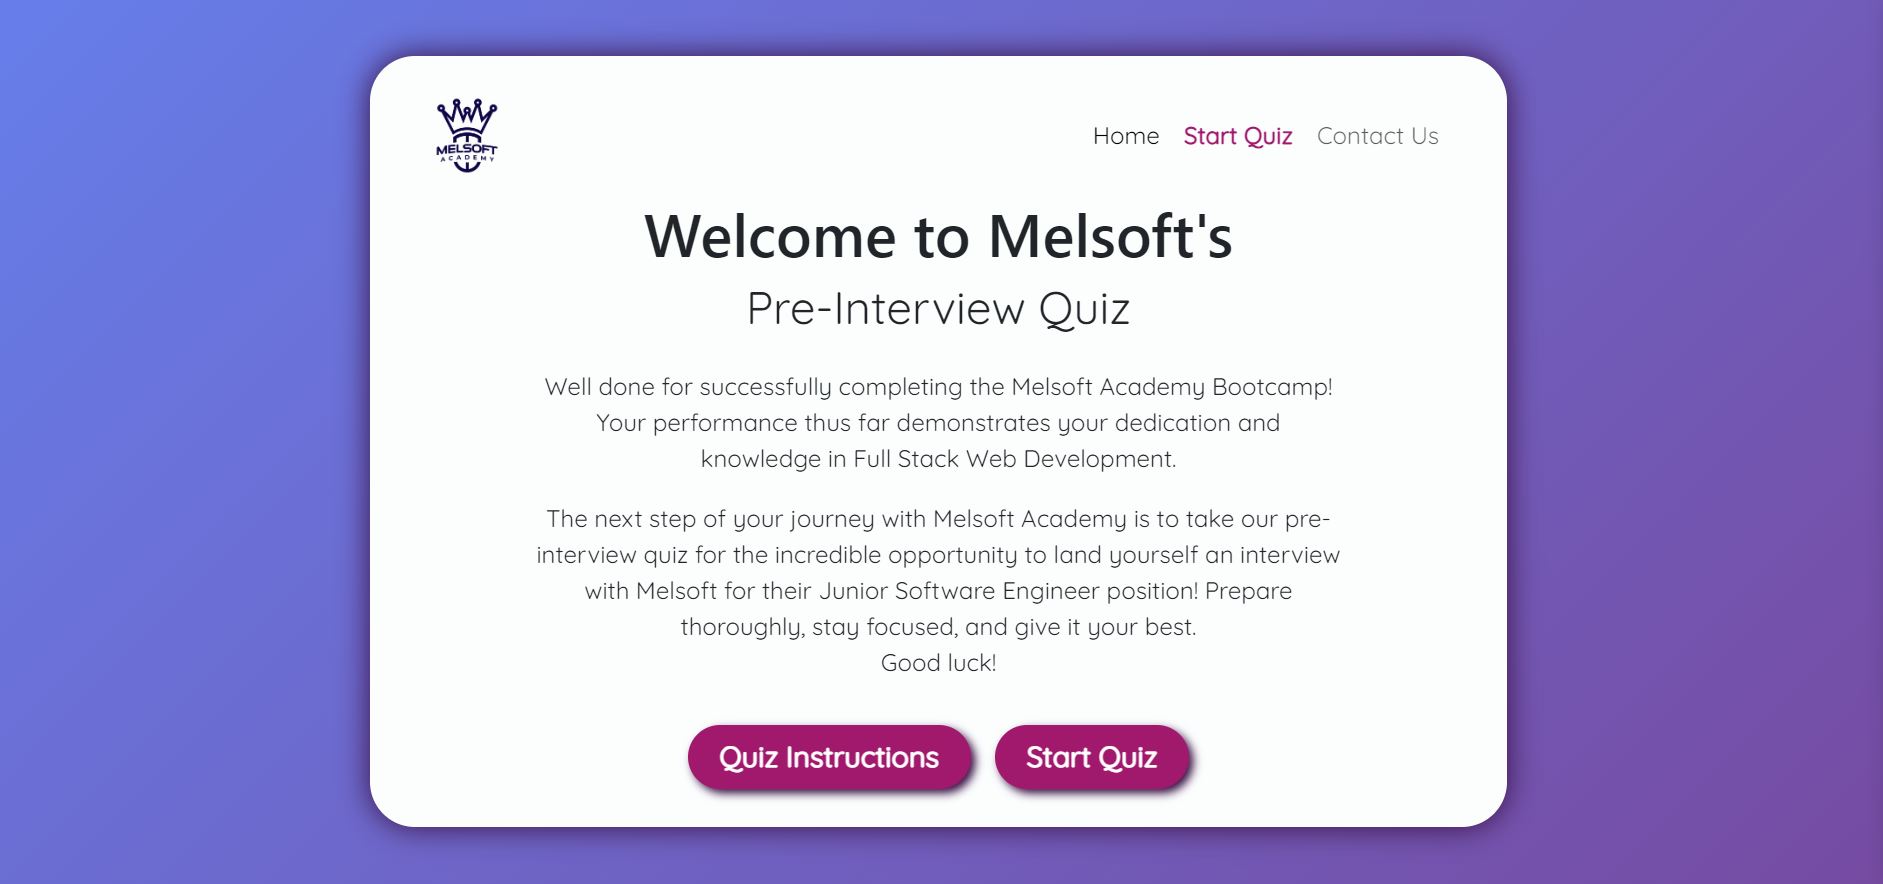 MELSOFT
ACADEMY
Home Start Quiz Contact Us
Welcome to Melsoft's
Pre-Interview Quiz
Well done for successfully completing the Melsoft Academy Bootcamp!
Your performance thus far demonstrates your dedication and
knowledge in Full Stack Web Development.
The next step of your journey with Melsoft Academy is to take our pre-
interview quiz for the incredible opportunity to land yourself an interview
with Melsoft for their Junior Software Engineer position! Prepare
thoroughly, stay focused, and give it your best.
Good luck!
Quiz Instructions Start Quiz